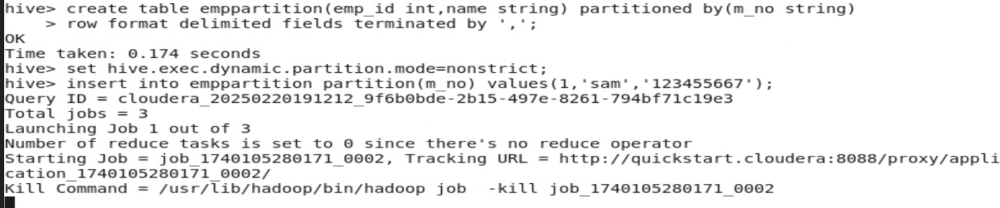 hive> create table emppartition(emp_id int,name string) partitioned by(m_no string)
    > row format delimited fields terminated by ',';
OK
Time taken: 0.174 seconds
hive> set hive.exec.dynamic.partition.mode=nonstrict;
hive> insert into emppartition partition(m_no) values(1,'sam','123455667');
Query ID = cloudera_20250220191212_9f6b0bde-2b15-497e-8261-794bf71c19e3
Total jobs = 3
Launching Job 1 out of 3
Number of reduce tasks is set to 0 since there's no reduce operator
Starting Job = job_1740105280171_0002, Tracking URL = http://quickstart.cloudera:8088/proxy/appli
cation_1740105280171_0002/
Kill Command = /usr/lib/hadoop/bin/hadoop job  -kill job_1740105280171_0002